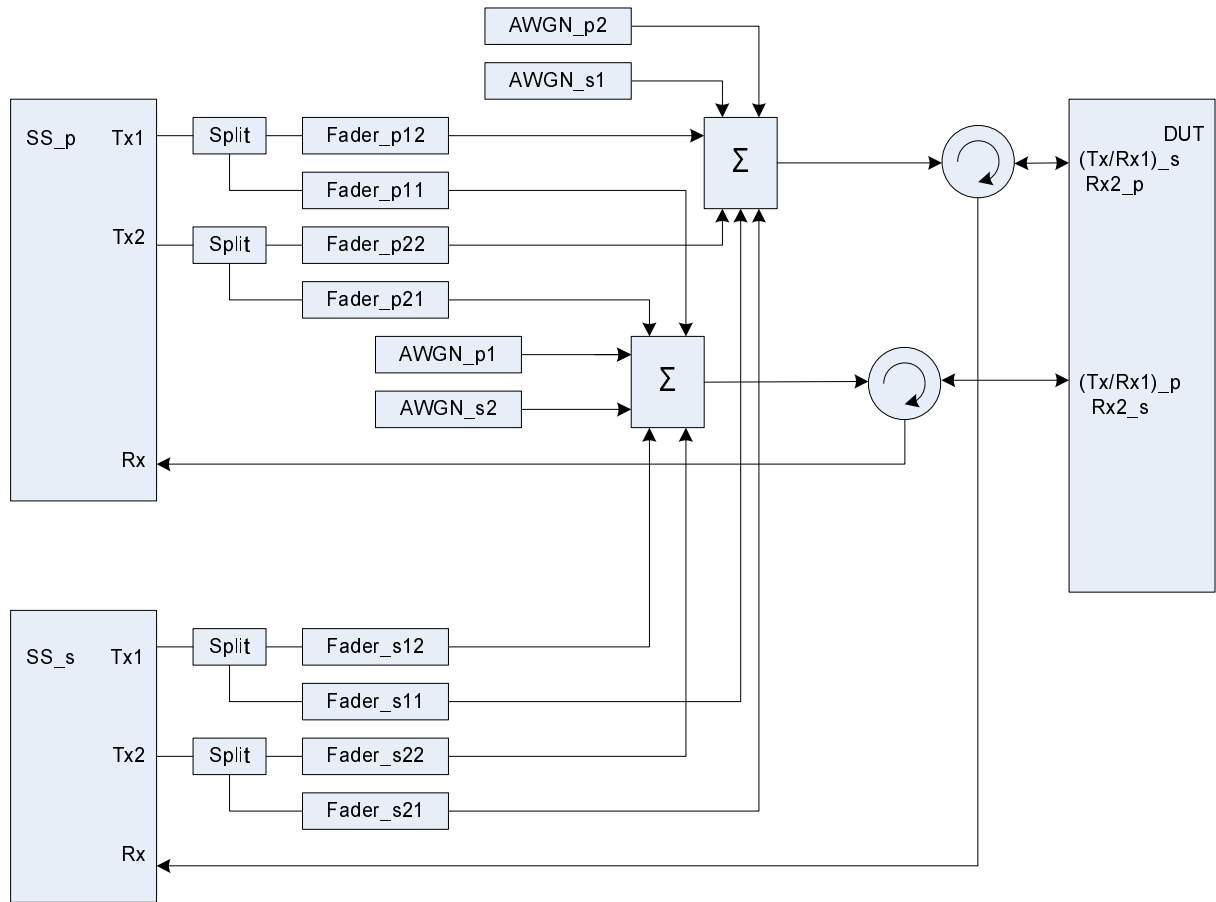 AWGN_p2
AWGN_s1
SS_p
Tx1
Split
Fader_p12
Σ
DUT
(Tx/Rx1)_s
Rx2_p
Fader_p11
Tx2
Split
Fader_p22
Fader_p21
AWGN_p1
Σ
AWGN_s2
(Tx/Rx1)_p
Rx2_s
Rx
SS_s
Tx1
Split
Fader_s12
Fader_s11
Tx2
Split
Fader_s22
Fader_s21
Rx